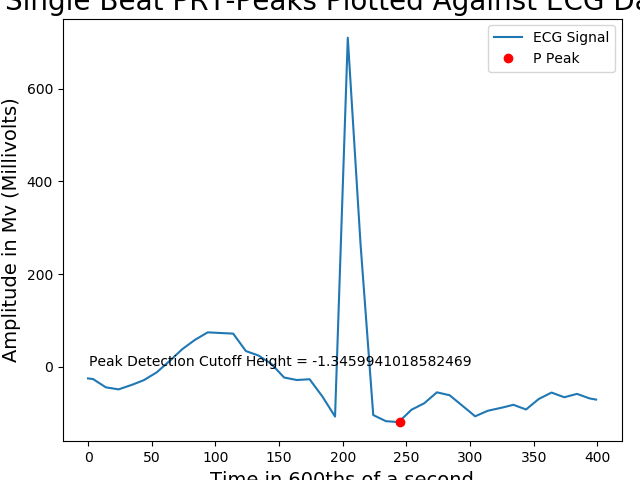 Single Beat PRT-Peaks Plotted Against ECG Da
ECG Signal
P Peak
Amplitude in Mv (Millivolts)
600
400
200
0
Peak Detection Cutoff Height = -1.3459941018582469
0 50 100 150 200 250 300 350 400
Time in 600ths of a second